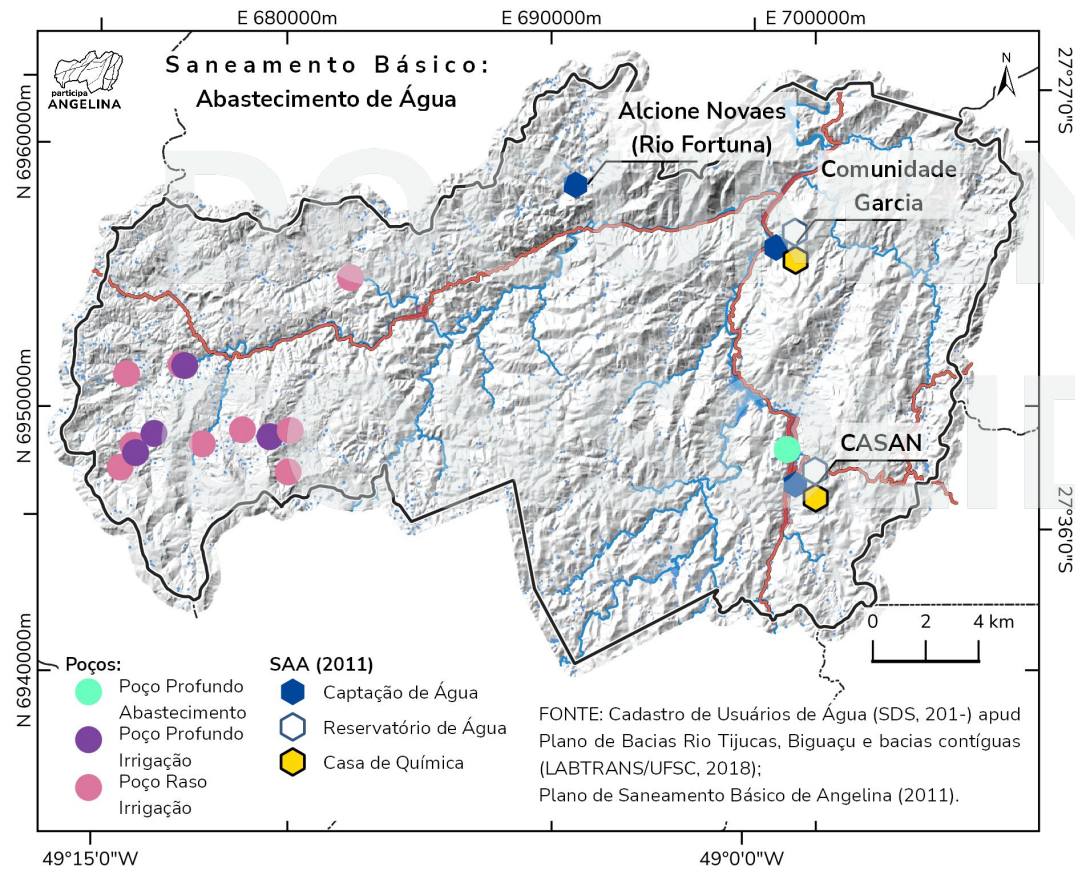 E 680000m
E 690000m
E 700000m
participa
ANGELINA
Saneamento Básico:
Abastecimento de Água
N
27°27'0"S
N 6960000m
Alcione Novaes
(Rio Fortuna)
Comunidade
Garcia
N 6950000m
CASAN
27°36'0"S
N 6940000m
0 2 4 km
Poços:
Poço Profundo
Abastecimento
Poço Profundo
Irrigação
Poço Raso
Irrigação
SAA (2011)
Captação de Água
Reservatório de Água
Casa de Química
FONTE: Cadastro de Usuários de Água (SDS, 201-) apud
Plano de Bacias Rio Tijucas, Biguaçu e bacias contíguas
(LABTRANS/UFSC, 2018);
Plano de Saneamento Básico de Angelina (2011).
49°15'0"W
49°0'0"W